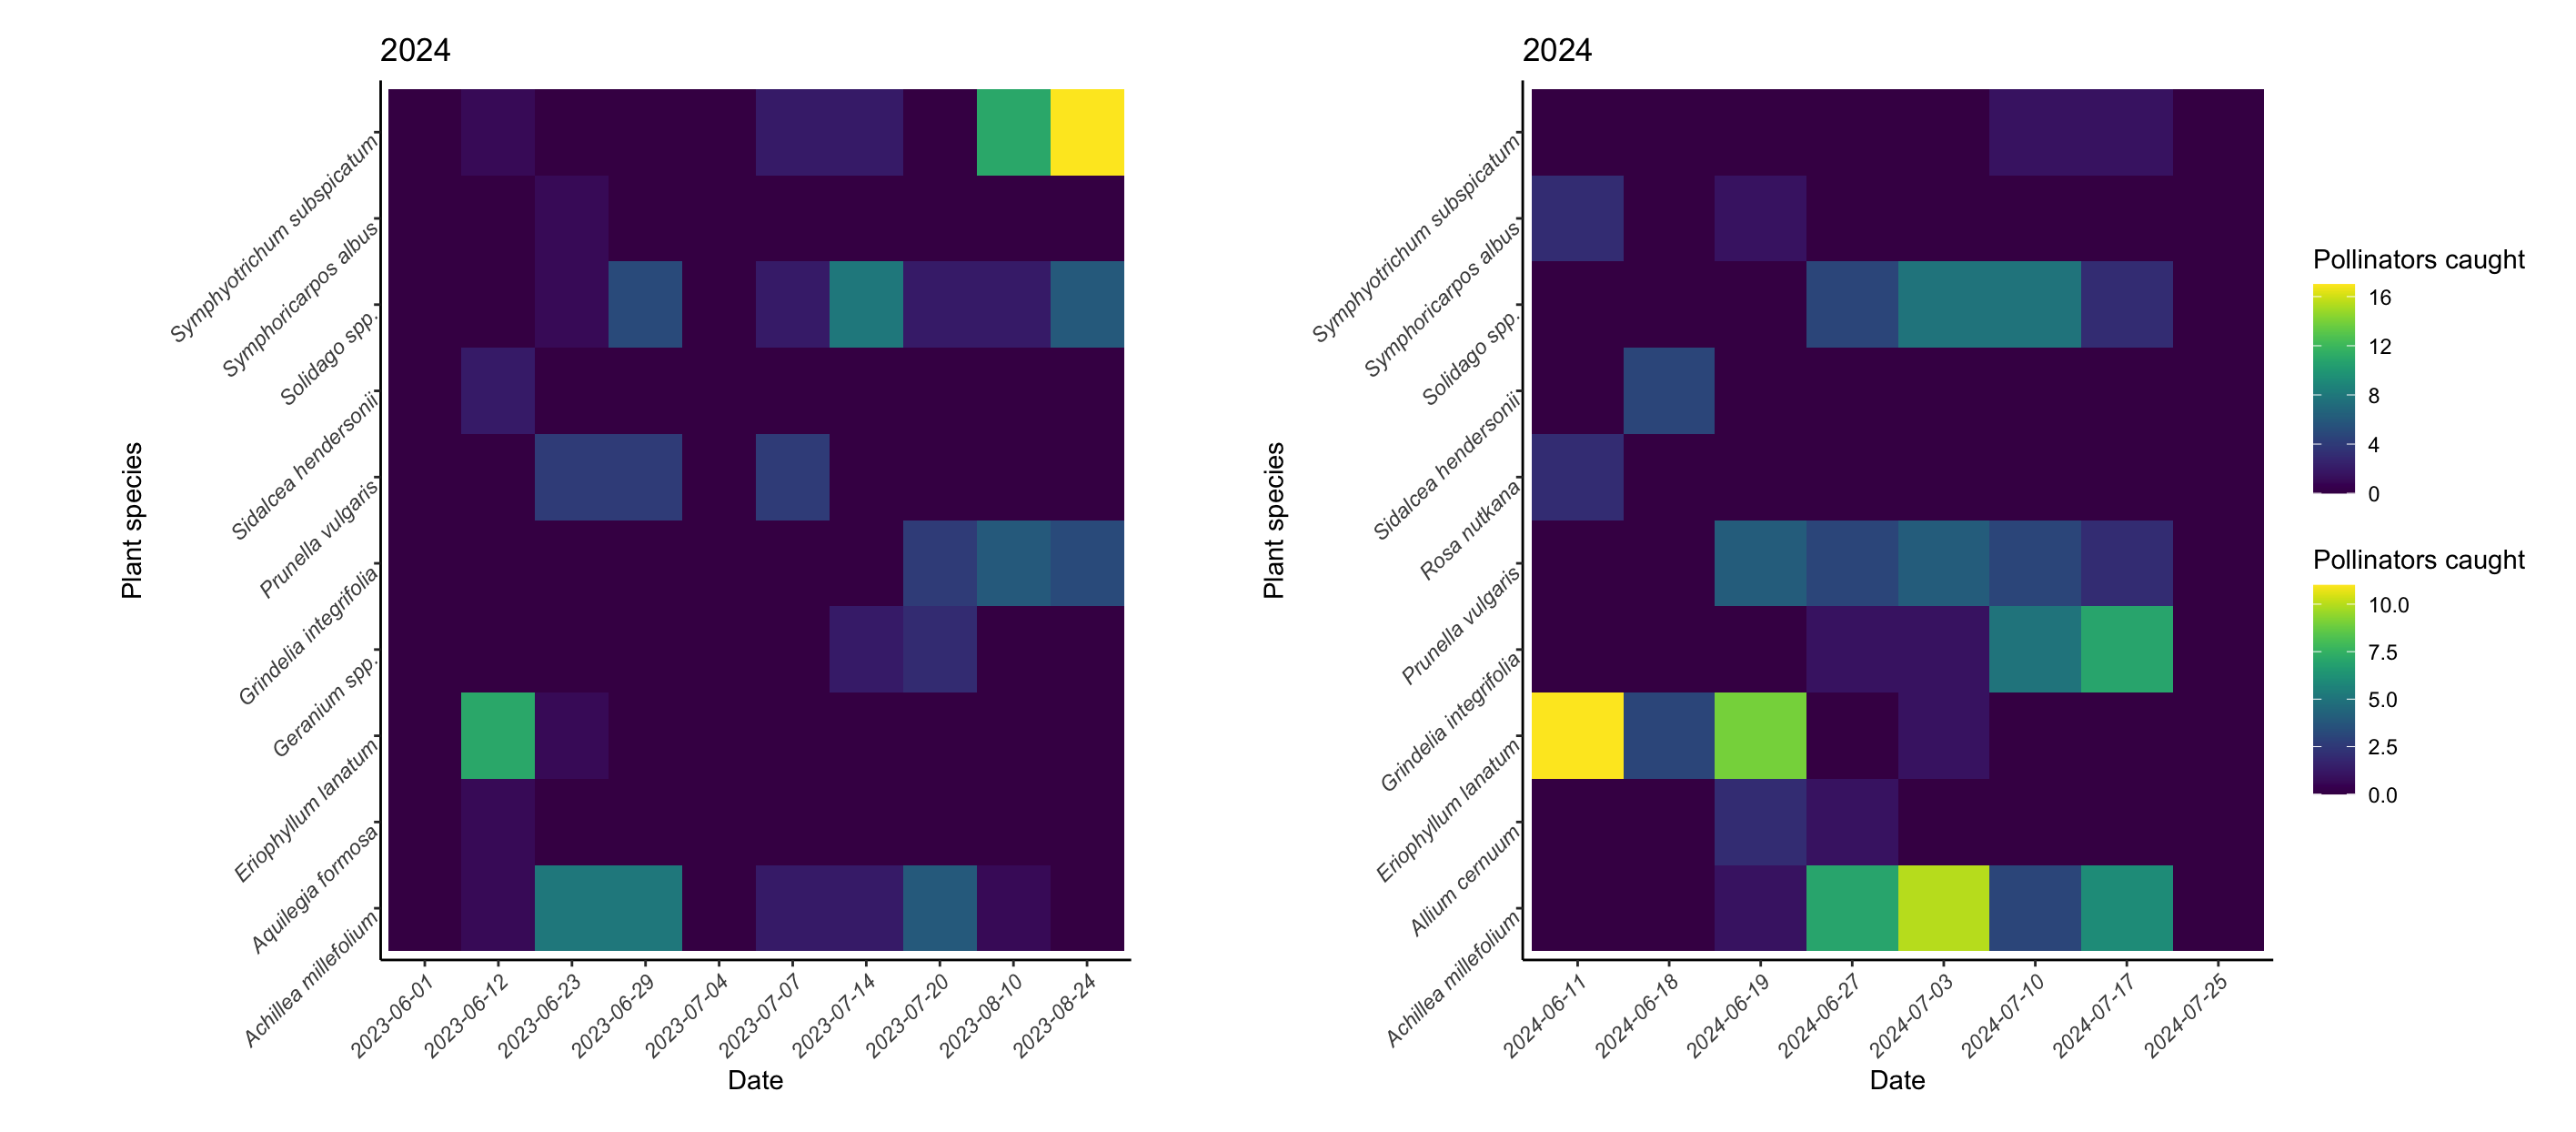 2024
Plant species
Symphyotrichum subspicatum
Symphoricarpos albus
Solidago spp.
Sidalcea hendersonii
Prunella vulgaris
Grindelia integrifolia
Geranium spp.
Eriophyllum lanatum
Aquilegia formosa
Achillea millefolium
2023-06-01
2023-06-12
2023-06-23
2023-06-29
2023-07-04
2023-07-07
2023-07-14
2023-07-20
2023-08-10
2023-08-24
Date
2024
Plant species
Symphyotrichum subspicatum
Symphoricarpos albus
Solidago spp.
Sidalcea hendersonii
Rosa nutkana
Prunella vulgaris
Grindelia integrifolia
Eriophyllum lanatum
Allium cernuum
Achillea millefolium
2024-06-11
2024-06-18
2024-06-19
2024-06-27
2024-07-03
2024-07-10
2024-07-17
2024-07-25
Date
Pollinators caught
16
12
8
4
0
Pollinators caught
10.0
7.5
5.0
2.5
0.0